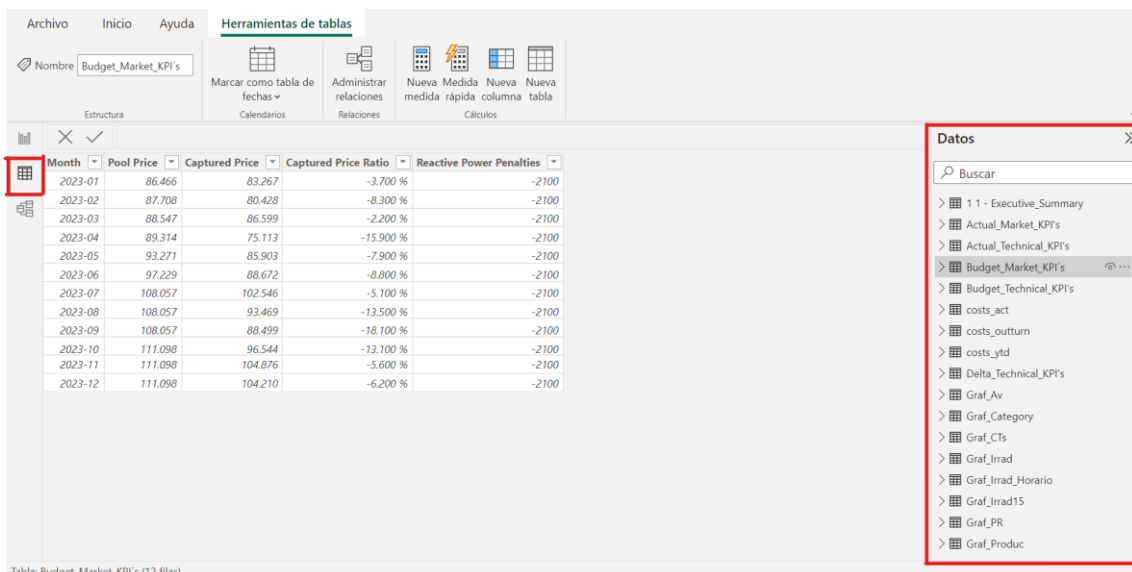 Archivo Inicio Ayuda Herramientas de tablas
Nombre Budget_Market_KPI´s
Marcar como tabla de fechas
Administrar relaciones
Nueva medida
Medida rápida
Nueva columna
Nueva tabla
Estructura Calendarios Relaciones Cálculos
Month Pool Price Captured Price Captured Price Ratio Reactive Power Penalties
2023-01 86.466 83.267 -3.700 % -2100
2023-02 87.708 80.428 -8.300 % -2100
2023-03 88.547 86.599 -2.200 % -2100
2023-04 89.314 75.113 -15.900 % -2100
2023-05 93.271 85.903 -7.900 % -2100
2023-06 97.229 88.672 -8.800 % -2100
2023-07 108.057 102.546 -5.100 % -2100
2023-08 108.057 93.469 -13.500 % -2100
2023-09 108.057 88.499 -18.100 % -2100
2023-10 111.098 96.544 -13.100 % -2100
2023-11 111.098 104.876 -5.600 % -2100
2023-12 111.098 104.210 -6.200 % -2100
Datos
Buscar
1 1 - Executive_Summary
Actual_Market_KPI's
Actual_Technical_KPI's
Budget_Market_KPI´s
Budget_Technical_KPI's
costs_act
costs_outturn
costs_ytd
Delta_Technical_KPI's
Graf_Av
Graf_Category
Graf_CTs
Graf_Irrad
Graf_Irrad_Horario
Graf_Irrad15
Graf_PR
Graf_Produc
Tabla: Budget_Market_KPI´s (12 filas)